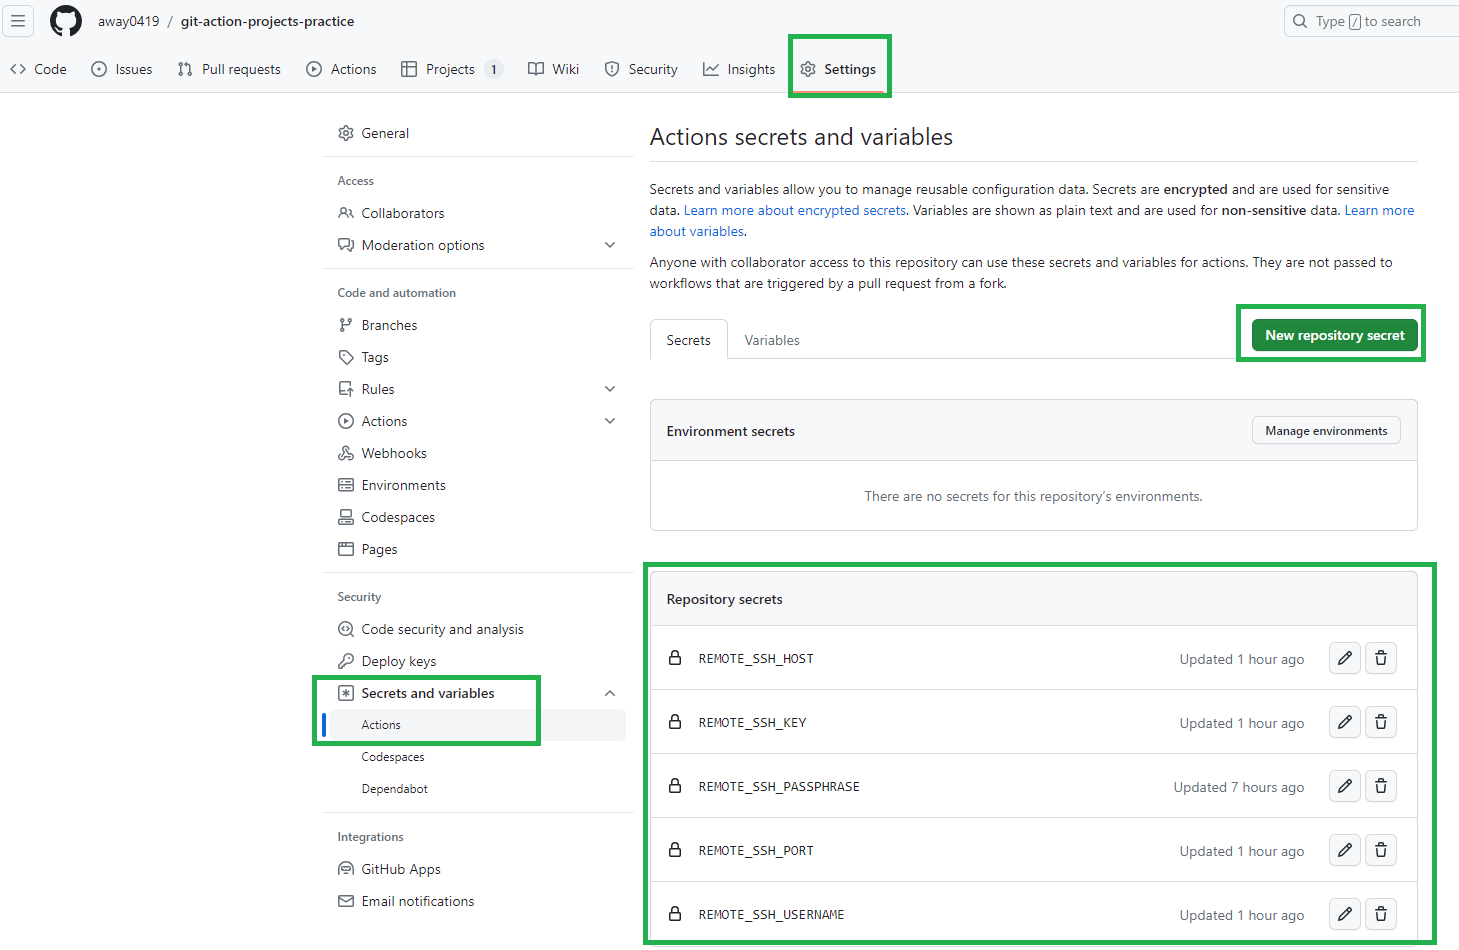 away0419 / git-action-projects-practice
Type / to search
Code Issues Pull requests Actions Projects 1 Wiki Security Insights Settings
General
Access
Collaborators
Moderation options
Code and automation
Branches
Tags
Rules
Actions
Webhooks
Environments
Codespaces
Pages
Security
Code security and analysis
Deploy keys
Secrets and variables
Actions
Codespaces
Dependabot
Integrations
GitHub Apps
Email notifications
Actions secrets and variables
Secrets and variables allow you to manage reusable configuration data. Secrets are encrypted and are used for sensitive
data. Learn more about encrypted secrets. Variables are shown as plain text and are used for non-sensitive data. Learn more
about variables.
Anyone with collaborator access to this repository can use these secrets and variables for actions. They are not passed to
workflows that are triggered by a pull request from a fork.
Secrets Variables New repository secret
Environment secrets Manage environments
There are no secrets for this repository’s environments.
Repository secrets
REMOTE_SSH_HOST Updated 1 hour ago
REMOTE_SSH_KEY Updated 1 hour ago
REMOTE_SSH_PASSPHRASE Updated 7 hours ago
REMOTE_SSH_PORT Updated 1 hour ago
REMOTE_SSH_USERNAME Updated 1 hour ago